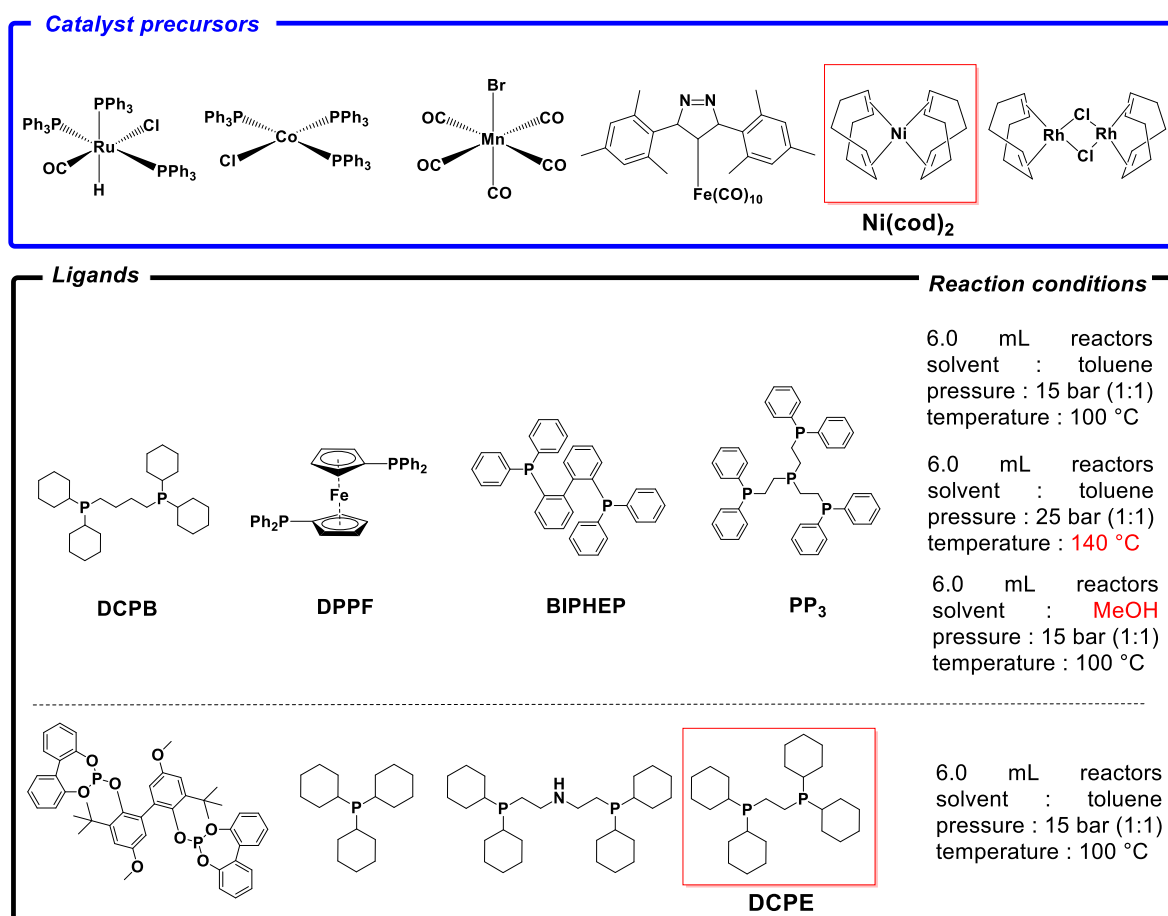 Catalyst precursors
Br
PPh3
Ph3P
Cl
Ru
OC
PPh3
H
Ph3P
PPh3
Co
Cl
PPh3
OC
CO
Mn
OC
CO
CO
N=N
Fe(CO)10
Ni
Ni(cod)2
Cl
Rh
Rh
Cl
Ligands
Reaction conditions
6.0 mL reactors
solvent : toluene
pressure : 15 bar (1:1)
temperature : 100 °C
6.0 mL reactors
solvent : toluene
pressure : 25 bar (1:1)
temperature : 140 °C
6.0 mL reactors
solvent : MeOH
pressure : 15 bar (1:1)
temperature : 100 °C
P
P
DCPB
PPh2
Fe
Ph2P
DPPF
P
P
BIPHEP
P
P
P
P
PP3
O
P
O
O
O
O
P
O
O
O
P
H
N
P
P
P
P
DCPE
6.0 mL reactors
solvent : toluene
pressure : 15 bar (1:1)
temperature : 100 °C